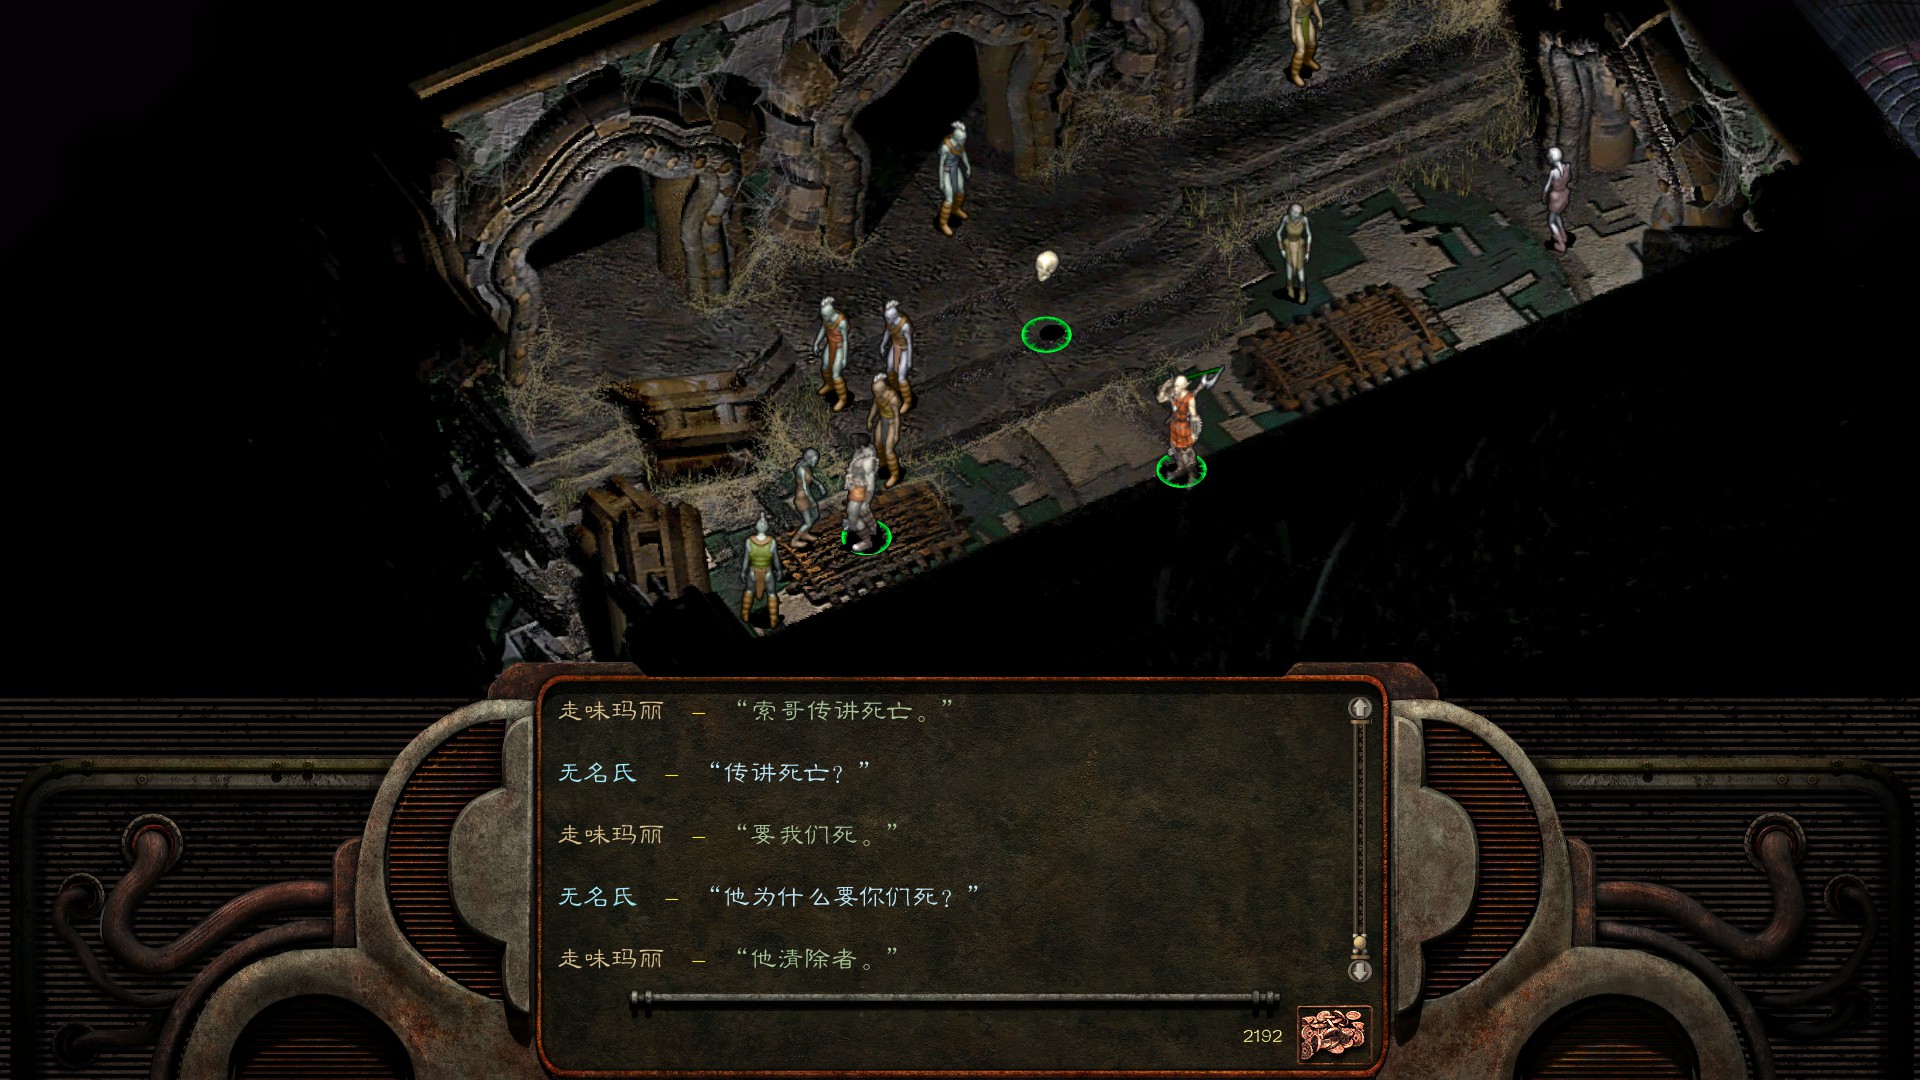 走味玛丽 – “索哥传讲死亡。”
无名氏 – “传讲死亡？”
走味玛丽 – “要我们死。”
无名氏 – “他为什么要你们死？”
走味玛丽 – “他清除者。”
2192